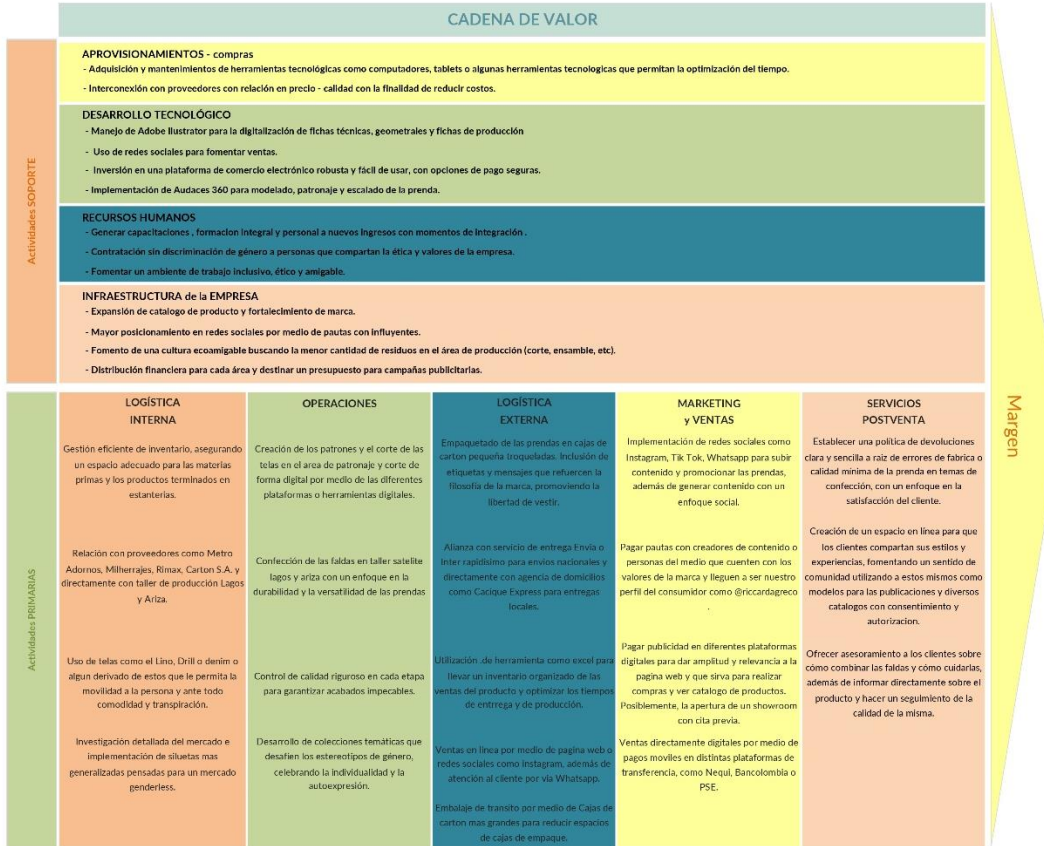 CADENA DE VALOR
Actividades SOPORTE
APROVISIONAMIENTOS - compras
- Adquisición y mantenimientos de herramientas tecnológicas como computadores, tablets o algunas herramientas tecnologicas que permitan la optimización del tiempo.
- Interconexión con proveedores con relación en precio - calidad con la finalidad de reducir costos.
DESARROLLO TECNOLÓGICO
- Manejo de Adobe Ilustrator para la digitalización de fichas técnicas, geometrales y fichas de producción
- Uso de redes sociales para fomentar ventas.
- Inversión en una plataforma de comercio electrónico robusta y fácil de usar, con opciones de pago seguras.
- Implementación de Audaces 360 para modelado, patronaje y escalado de la prenda.
RECURSOS HUMANOS
- Generar capacitaciones , formacion integral y personal a nuevos ingresos con momentos de integración .
- Contratación sin discriminación de género a personas que compartan la ética y valores de la empresa.
- Fomentar un ambiente de trabajo inclusivo, ético y amigable.
INFRAESTRUCTURA de la EMPRESA
- Expansión de catalogo de producto y fortalecimiento de marca.
- Mayor posicionamiento en redes sociales por medio de pautas con influyentes.
- Fomento de una cultura ecoamigable buscando la menor cantidad de residuos en el área de producción (corte, ensamble, etc).
- Distribución financiera para cada área y destinar un presupuesto para campañas publicitarias.
Actividades PRIMARIAS
LOGÍSTICA
INTERNA
Gestión eficiente de inventario, asegurando
un espacio adecuado para las materias
primas y los productos terminados en
estanterias.
Relación con proveedores como Metro
Adornos, Milherrajes, Rimax, Carton S.A. y
directamente con taller de producción Lagos
y Ariza.
Uso de telas como el Lino, Drill o denim o
algun derivado de estos que le permita la
movilidad a la persona y ante todo
comodidad y transpiración.
Investigación detallada del mercado e
implementación de siluetas mas
generalizadas pensadas para un mercado
genderless.
OPERACIONES
Creación de los patrones y el corte de las
telas en el area de patronaje y corte de
forma digital por medio de las diferentes
plataformas o herramientas digitales.
Confección de las faldas en taller satelite
lagos y ariza con un enfoque en la
durabilidad y la versatilidad de las prendas
Control de calidad riguroso en cada etapa
para garantizar acabados impecables.
Desarrollo de colecciones temáticas que
desafíen los estereotipos de género,
celebrando la individualidad y la
autoexpresión.
LOGÍSTICA
EXTERNA
Empaquetado de las prendas en cajas de
carton pequeña troqueladas. Inclusión de
etiquetas y mensajes que refuercen la
filosofía de la marca, promoviendo la
libertad de vestir.
Alianza con servicio de entrega Envia o
Inter rapidísimo para envios nacionales y
directamente con agencia de domicilios
como Cacique Express para entregas
locales.
Utilización .de herramienta como excel para
llevar un inventario organizado de las
ventas del producto y optimizar los tiempos
de entrrega y de producción.
Ventas en linea por medio de pagina web o
redes sociales como instagram, además de
atención al cliente por via Whatsapp.
Embalaje de transito por medio de Cajas de
carton mas grandes para reducir espacios
de cajas de empaque.
MARKETING
y VENTAS
Implementación de redes sociales como
Instagram, Tik Tok, Whatsapp para subir
contenido y promocionar las prendas,
además de generar contenido con un
enfoque social.
Pagar pautas con creadores de contenido o
personas del medio que cuenten con los
valores de la marca y lleguen a ser nuestro
perfil del consumidor como @riccardagreco
.
Pagar publicidad en diferentes plataformas
digitales para dar amplitud y relevancia a la
pagina web y que sirva para realizar
compras y ver catalogo de productos.
Posiblemente, la apertura de un showroom
con cita previa.
Ventas directamente digitales por medio de
pagos moviles en distintas plataformas de
transferencia, como Nequi, Bancolombia o
PSE.
SERVICIOS
POSTVENTA
Establecer una política de devoluciones
clara y sencilla a raiz de errores de fabrica o
calidad mínima de la prenda en temas de
confección, con un enfoque en la
satisfacción del cliente.
Creación de un espacio en línea para que
los clientes compartan sus estilos y
experiencias, fomentando un sentido de
comunidad utilizando a estos mismos como
modelos para las publicaciones y diversos
catalogos con consentimiento y
autorizacion.
Ofrecer asesoramiento a los clientes sobre
cómo combinar las faldas y cómo cuidarlas,
además de informar directamente sobre el
producto y hacer un seguimiento de la
calidad de la misma.
Margen